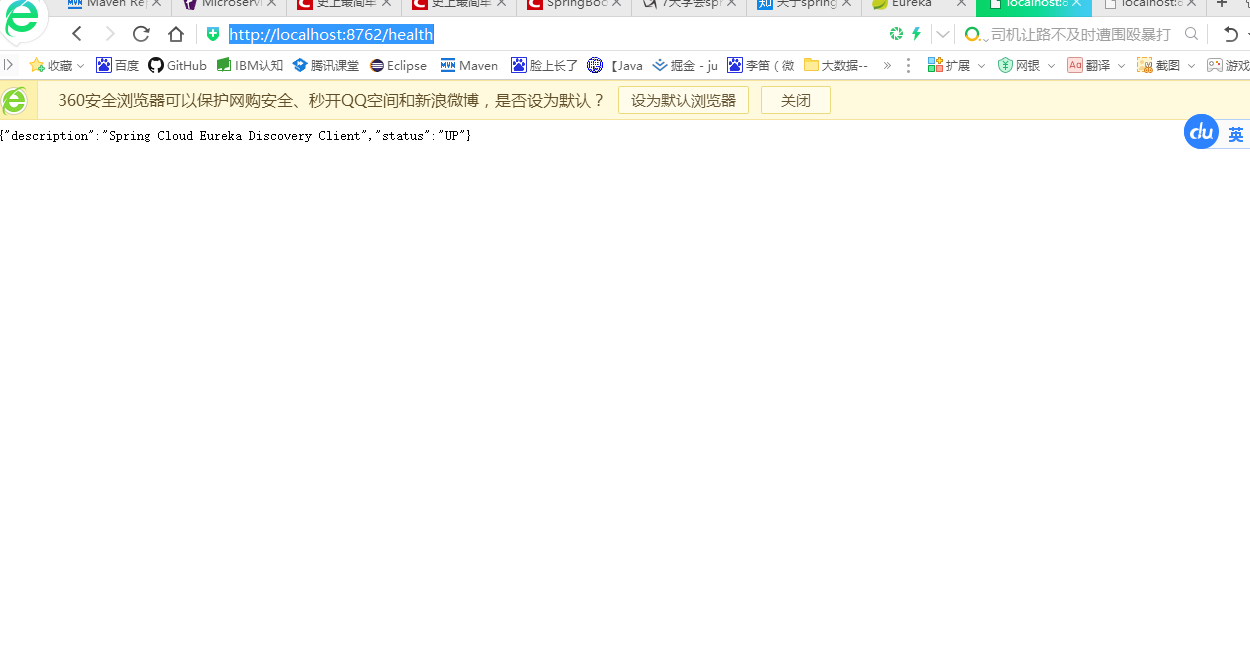 Maven Re
Microservi
史上最简单
史上最简单
SpringBoo
7天学会spr
关于spring
Eureka
localhost:8
localhost:8
http://localhost:8762/health
司机让路不及时遭围殴暴打
收藏
百度
GitHub
IBM认知
腾讯课堂
Eclipse
MVN Maven
脸上长了
【Java
掘金 - ju
李笛（微
大数据--
»
扩展
网银
翻译
截图
游戏
360安全浏览器可以保护网购安全、秒开QQ空间和新浪微博，是否设为默认？
设为默认浏览器
关闭
{"description":"Spring Cloud Eureka Discovery Client","status":"UP"}
du
英